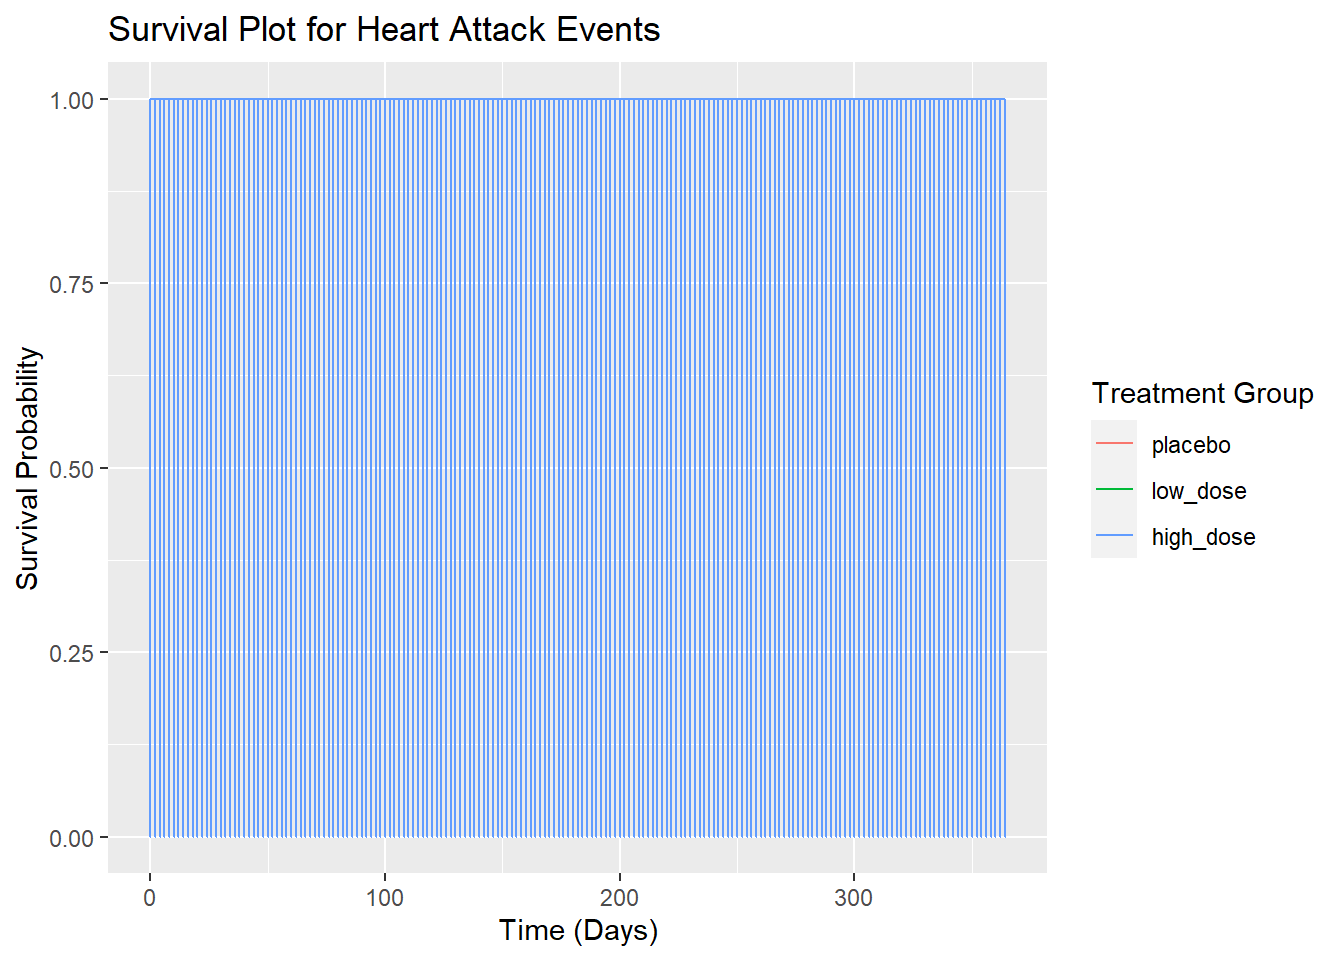 Survival Plot for Heart Attack Events
1.00
0.75
0.50
0.25
0.00
Survival Probability
0 100 200 300
Time (Days)
Treatment Group
placebo
low_dose
high_dose